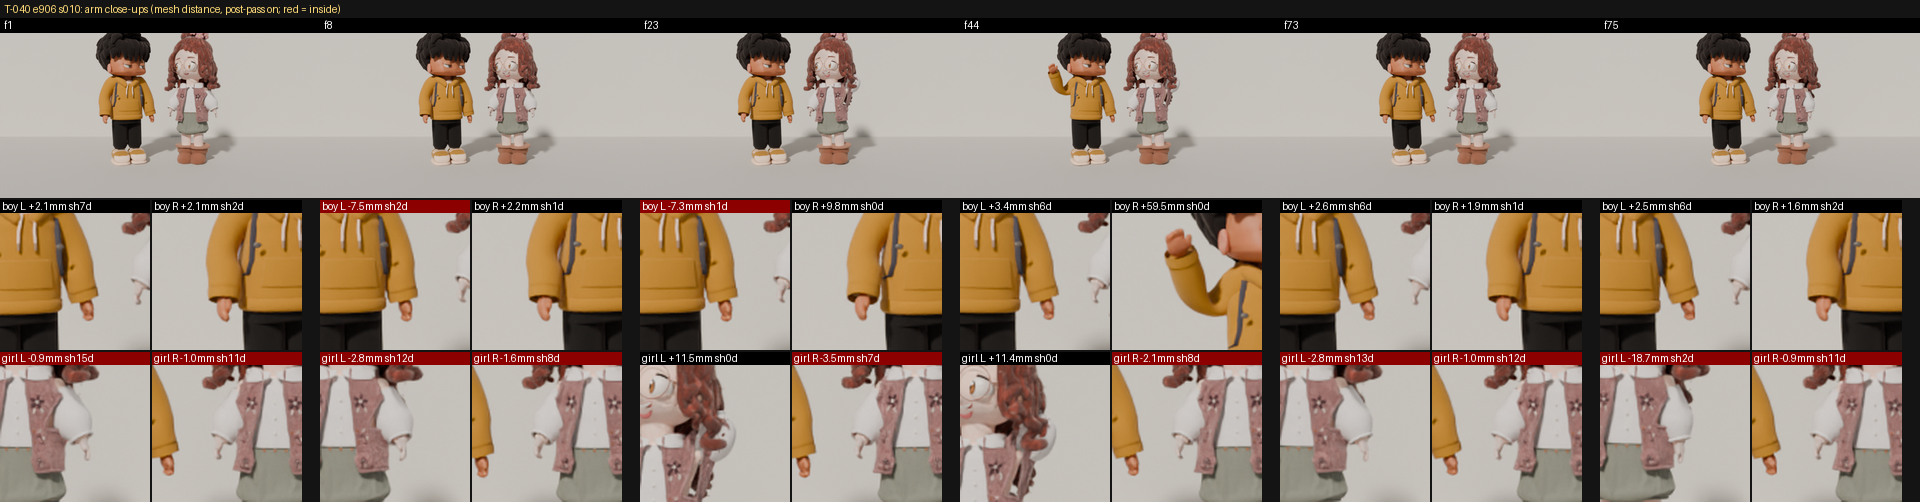 T-040 e906 s010: arm close-ups (mesh distance, post-pass on; red = inside)
f1 f8 f23 f44 f73 f75
boy L +2.1mm sh7d boy R +2.1mm sh2d boy L -7.5mm sh2d boy R +2.2mm sh1d boy L -7.3mm sh1d boy R +9.8mm sh0d boy L +3.4mm sh6d boy R +59.5mm sh0d boy L +2.6mm sh6d boy R +1.9mm sh1d boy L +2.5mm sh6d boy R +1.6mm sh2d
girl L -0.9mm sh15d girl R -1.0mm sh11d girl L -2.8mm sh12d girl R -1.6mm sh8d girl L +11.5mm sh0d girl R -3.5mm sh7d girl L +11.4mm sh0d girl R -2.1mm sh8d girl L -2.8mm sh13d girl R -1.0mm sh12d girl L -18.7mm sh2d girl R -0.9mm sh11d